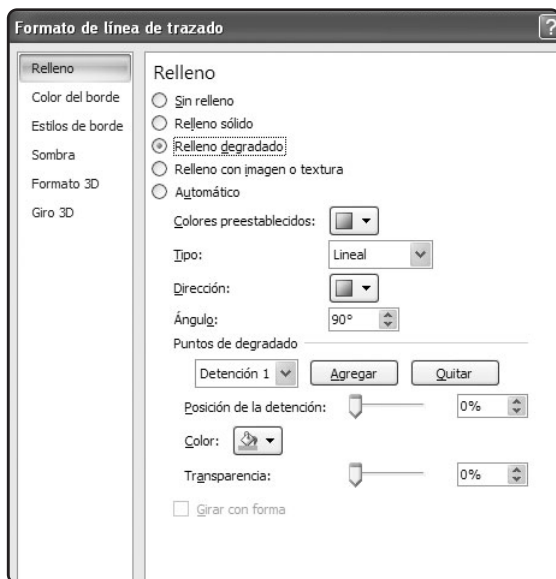 Formato de línea de trazado
?
Relleno
Color del borde
Estilos de borde
Sombra
Formato 3D
Giro 3D
Relleno
Sin relleno
Relleno sólido
Relleno degradado
Relleno con imagen o textura
Automático
Colores preestablecidos:
Tipo: Lineal
Dirección:
Ángulo: 90°
Puntos de degradado
Detención 1 Agregar Quitar
Posición de la detención: 0%
Color:
Transparencia: 0%
Girar con forma